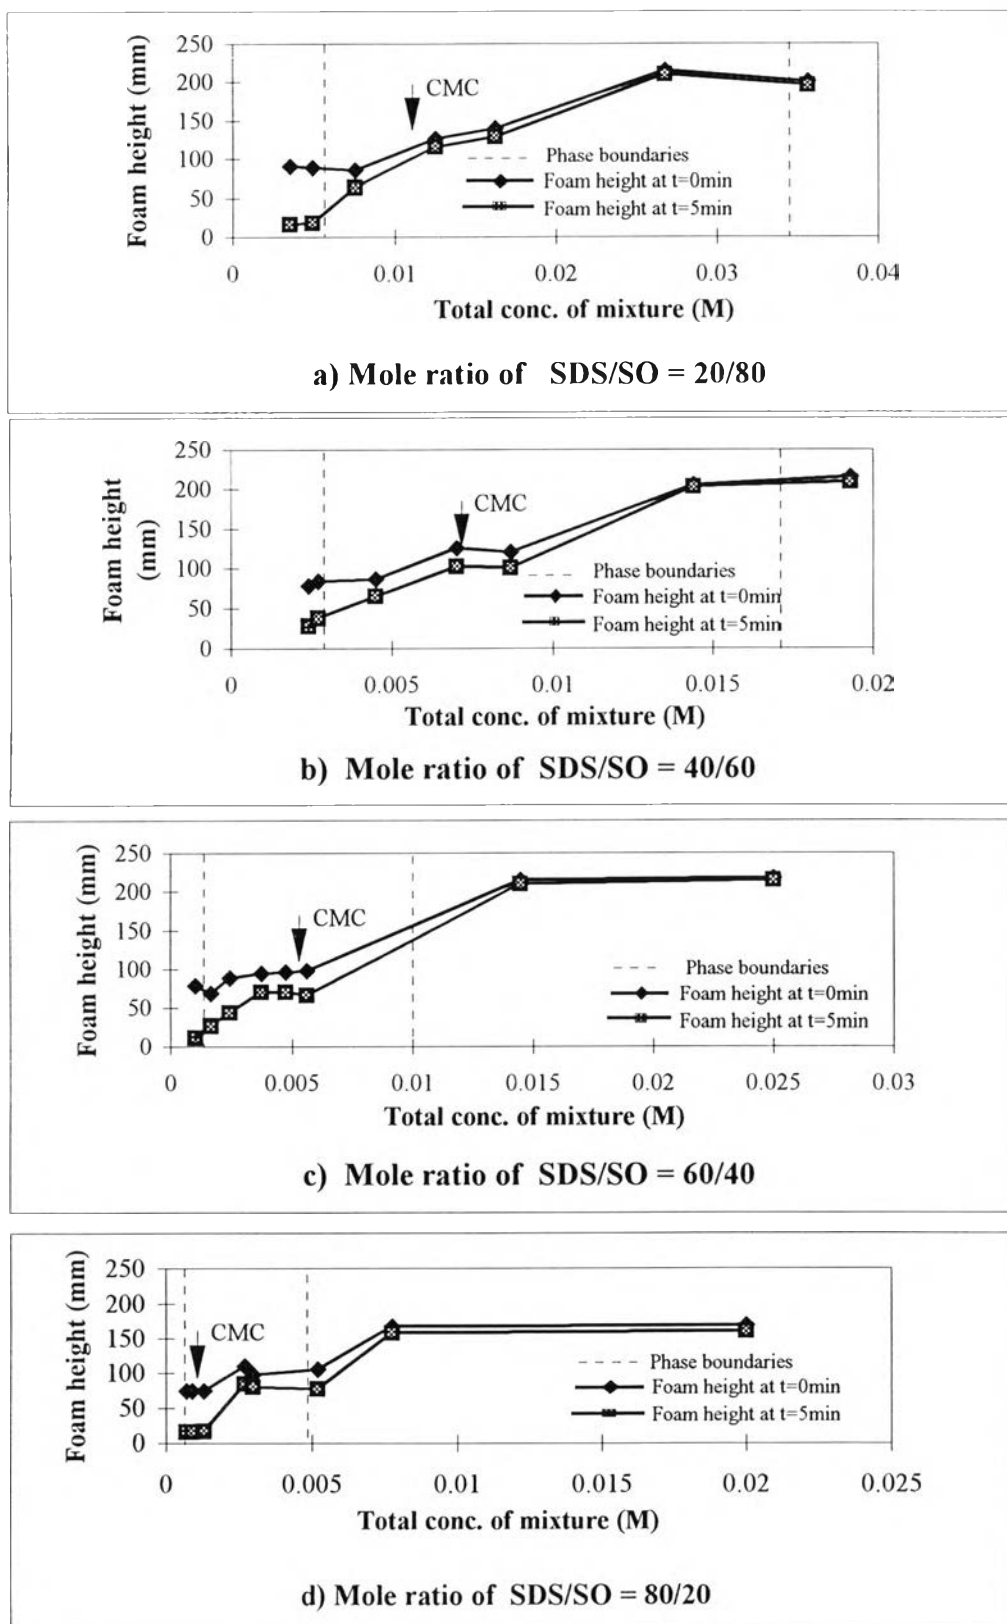 250
200
150
100
50
0
Foam height (mm)
CMC
Phase boundaries
Foam height at t=0min
Foam height at t=5min
0 0.01 0.02 0.03 0.04
Total conc. of mixture (M)
a) Mole ratio of SDS/SO = 20/80
250
200
150
100
50
0
Foam height
(mm)
CMC
Phase boundaries
Foam height at t=0min
Foam height at t=5min
0 0.005 0.01 0.015 0.02
Total conc. of mixture (M)
b) Mole ratio of SDS/SO = 40/60
250
200
150
100
50
0
Foam height (mm)
CMC
Phase boundaries
Foam height at t=0min
Foam height at t=5min
0 0.005 0.01 0.015 0.02 0.025 0.03
Total conc. of mixture (M)
c) Mole ratio of SDS/SO = 60/40
250
200
150
100
50
0
Foam height (mm)
CMC
Phase boundaries
Foam height at t=0min
Foam height at t=5min
0 0.005 0.01 0.015 0.02 0.025
Total conc. of mixture (M)
d) Mole ratio of SDS/SO = 80/20